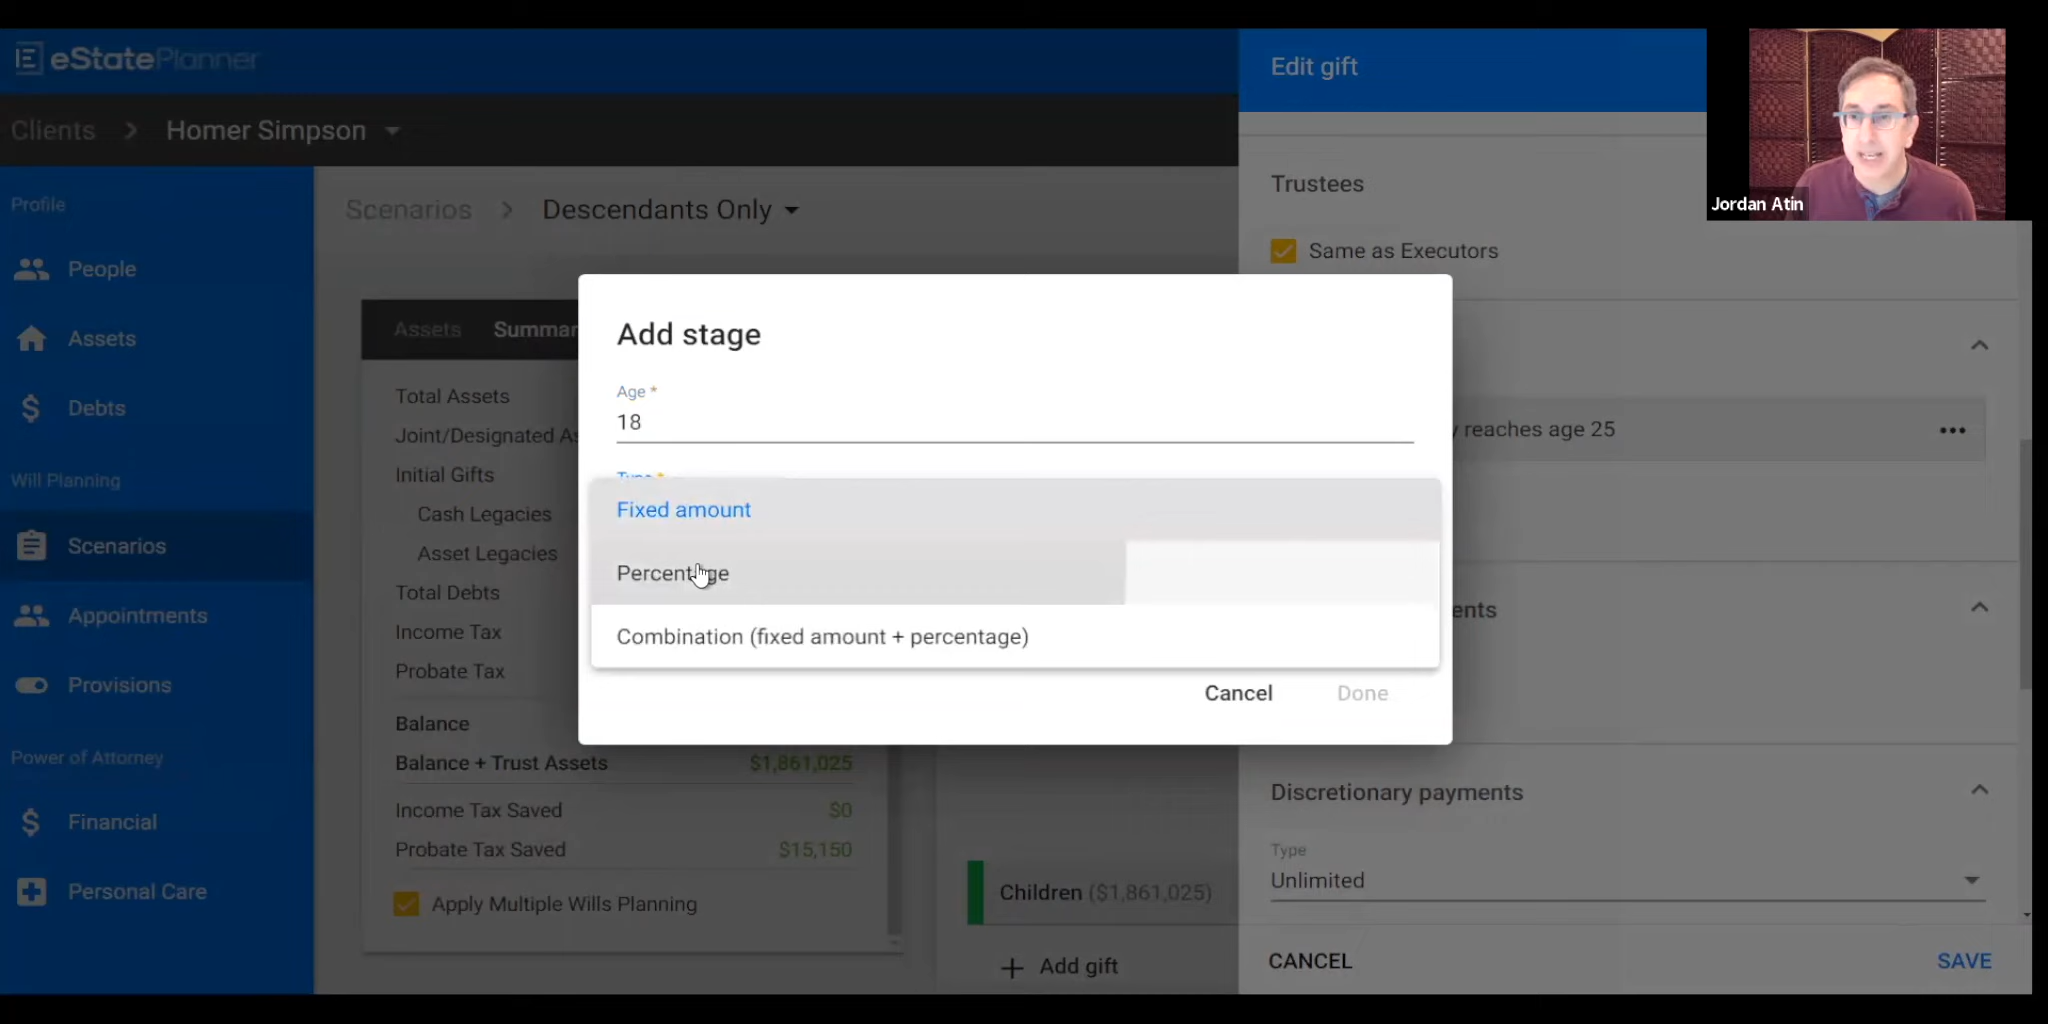 eStatePlanner
Edit gift
Clients > Homer Simpson
Jordan Atin
Profile
People
Assets
Debts
Will Planning
Scenarios
Appointments
Provisions
Power of Attorney
Financial
Personal Care
Scenarios > Descendants Only
Assets Summar
Total Assets
Joint/Designated As
Initial Gifts
Cash Legacies
Asset Legacies
Total Debts
Income Tax
Probate Tax
Balance
Balance + Trust Assets $1,861,025
Income Tax Saved $0
Probate Tax Saved $15,150
Apply Multiple Wills Planning
Children ($1,861,025)
+ Add gift
Add stage
Age *
18
Type *
Fixed amount
Percentage
Combination (fixed amount + percentage)
Cancel Done
Trustees
Same as Executors
y reaches age 25
ents
Discretionary payments
Type
Unlimited
CANCEL SAVE